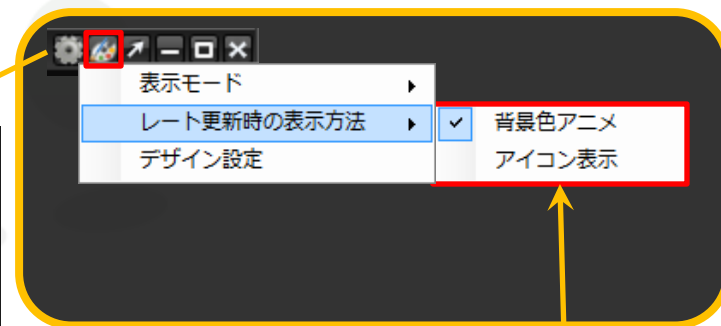 表示モード
レート更新時の表示方法
背景色アニメ
デザイン設定
アイコン表示